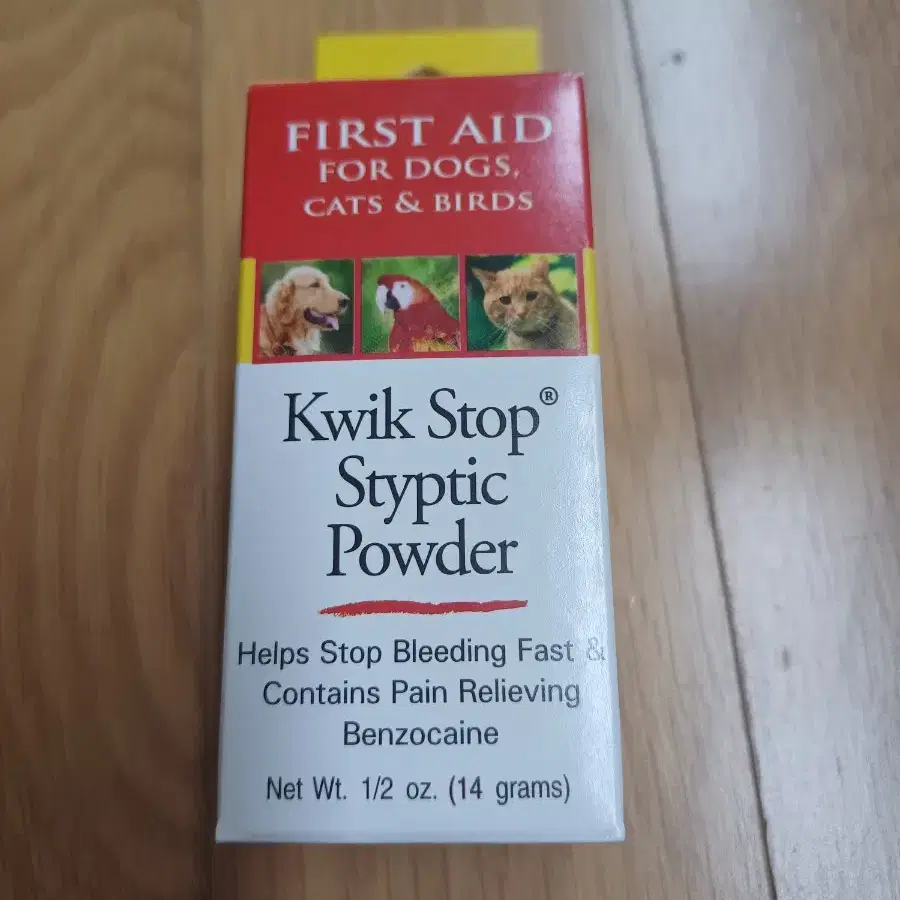 FIRST AID
FOR DOGS,
CATS & BIRDS
Kwik Stop®
Styptic
Powder
Helps Stop Bleeding Fast &
Contains Pain Relieving
Benzocaine
Net Wt. 1/2 oz. (14 grams)